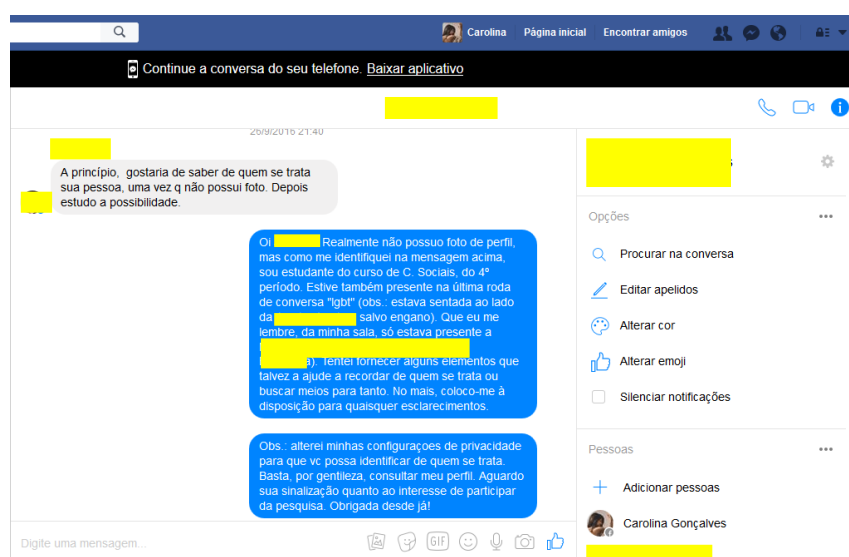 Carolina Página inicial Encontrar amigos
Continue a conversa do seu telefone. Baixar aplicativo
26/9/2016 21:40
A princípio, gostaria de saber de quem se trata
sua pessoa, uma vez q não possui foto. Depois
estudo a possibilidade.
Oi Realmente não possuo foto de perfil,
mas como me identifiquei na mensagem acima,
sou estudante do curso de C. Sociais, do 4º
período. Estive também presente na última roda
de conversa "lgbt" (obs.: estava sentada ao lado
da salvo engano). Que eu me
lembre, da minha sala, só estava presente a
a). Tentei fornecer alguns elementos que
talvez a ajude a recordar de quem se trata ou
buscar meios para tanto. No mais, coloco-me à
disposição para quaisquer esclarecimentos.
Obs.: alterei minhas configuraçoes de privacidade
para que vc possa identificar de quem se trata.
Basta, por gentileza, consultar meu perfil. Aguardo
sua sinalização quanto ao interesse de participar
da pesquisa. Obrigada desde já!
Digite uma mensagem...
GIF
Opções
Procurar na conversa
Editar apelidos
Alterar cor
Alterar emoji
Silenciar notificações
Pessoas
Adicionar pessoas
Carolina Gonçalves